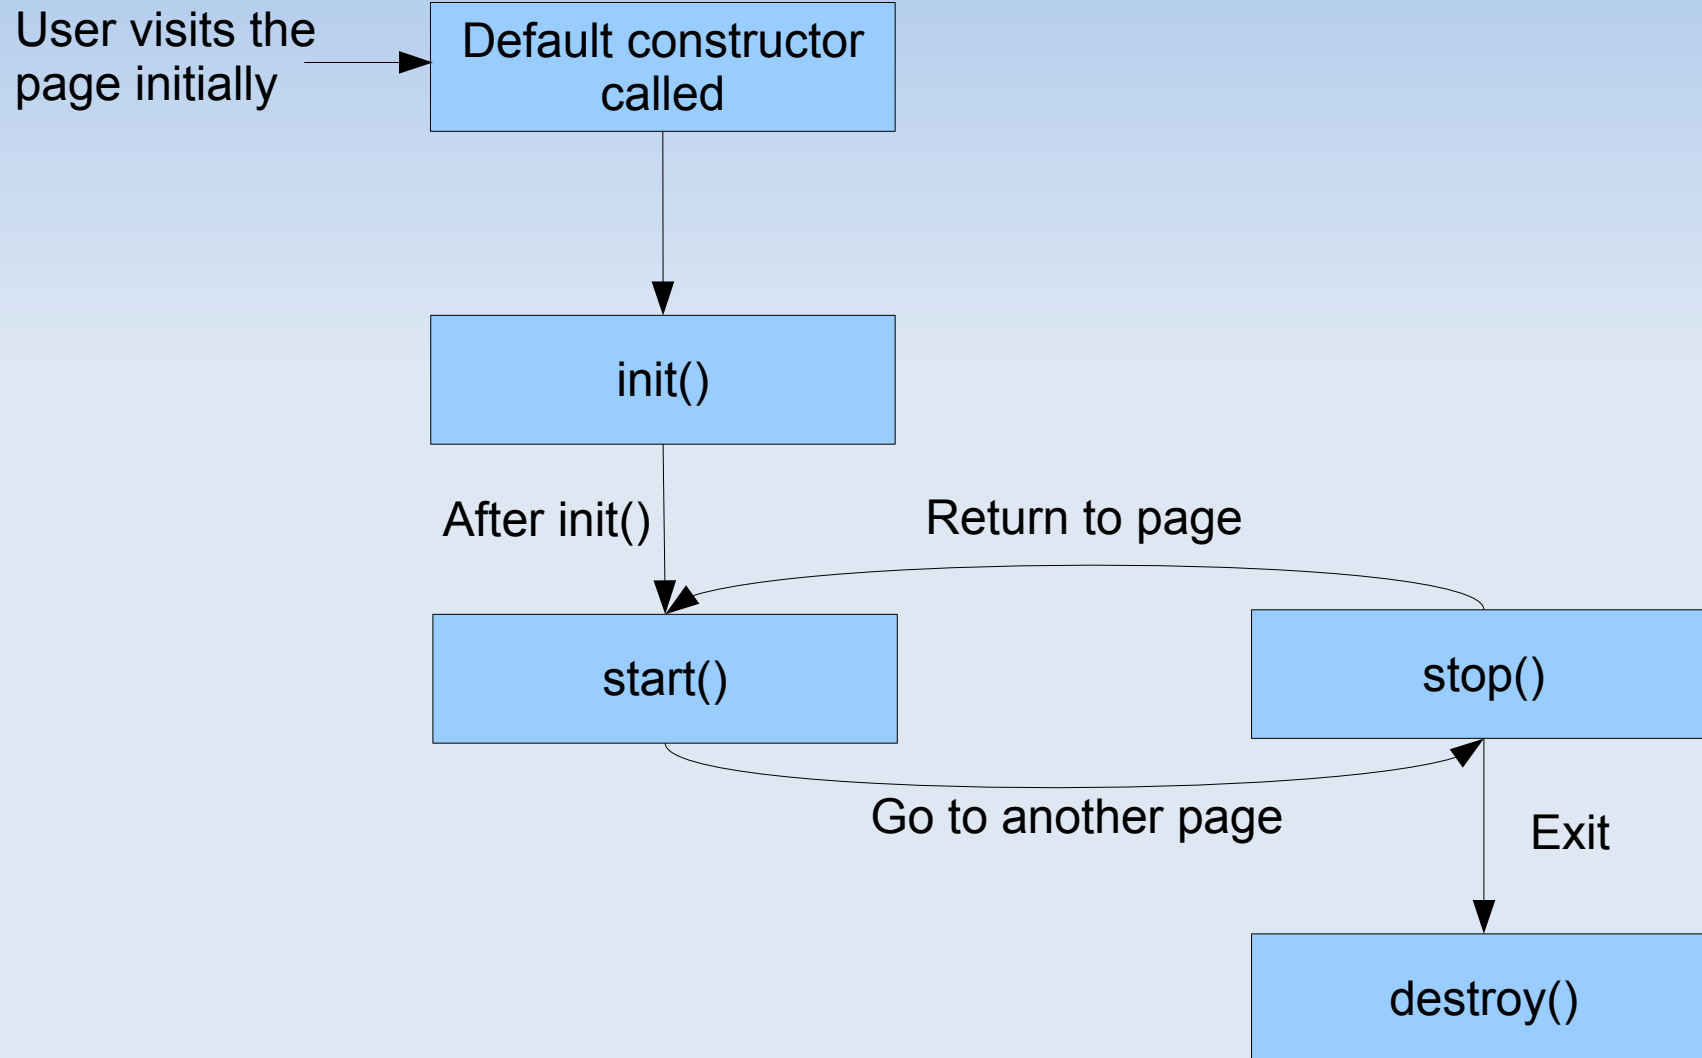 User visits the
page initially
Default constructor
called
init()
After init()
Return to page
start()
stop()
Go to another page
Exit
destroy()